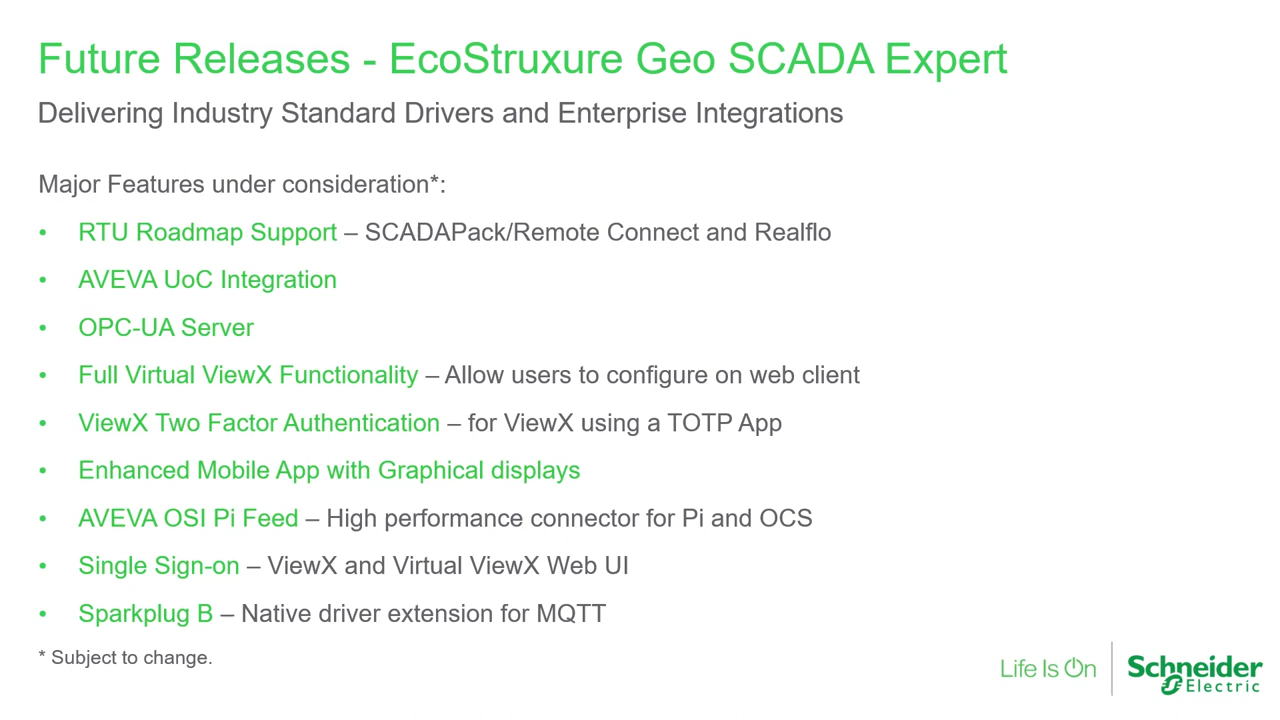 Future Releases - EcoStruxure Geo SCADA Expert
Delivering Industry Standard Drivers and Enterprise Integrations
Major Features under consideration*:
• RTU Roadmap Support – SCADAPack/Remote Connect and Realflo
• AVEVA UoC Integration
• OPC-UA Server
• Full Virtual ViewX Functionality – Allow users to configure on web client
• ViewX Two Factor Authentication – for ViewX using a TOTP App
• Enhanced Mobile App with Graphical displays
• AVEVA OSI Pi Feed – High performance connector for Pi and OCS
• Single Sign-on – ViewX and Virtual ViewX Web UI
• Sparkplug B – Native driver extension for MQTT
* Subject to change.
Life Is On
Schneider
Electric